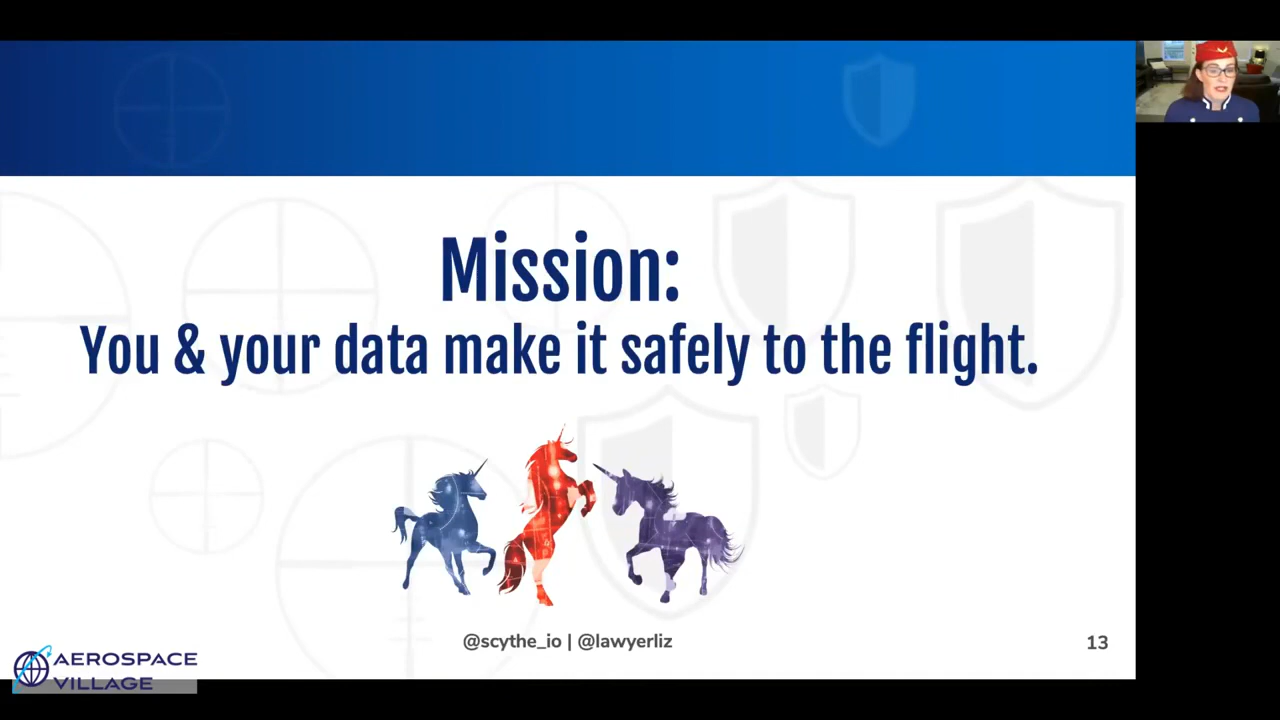 Mission:
You & your data make it safely to the flight.
@scythe_io | @lawyerliz
13
AEROSPACE
VILLAGE